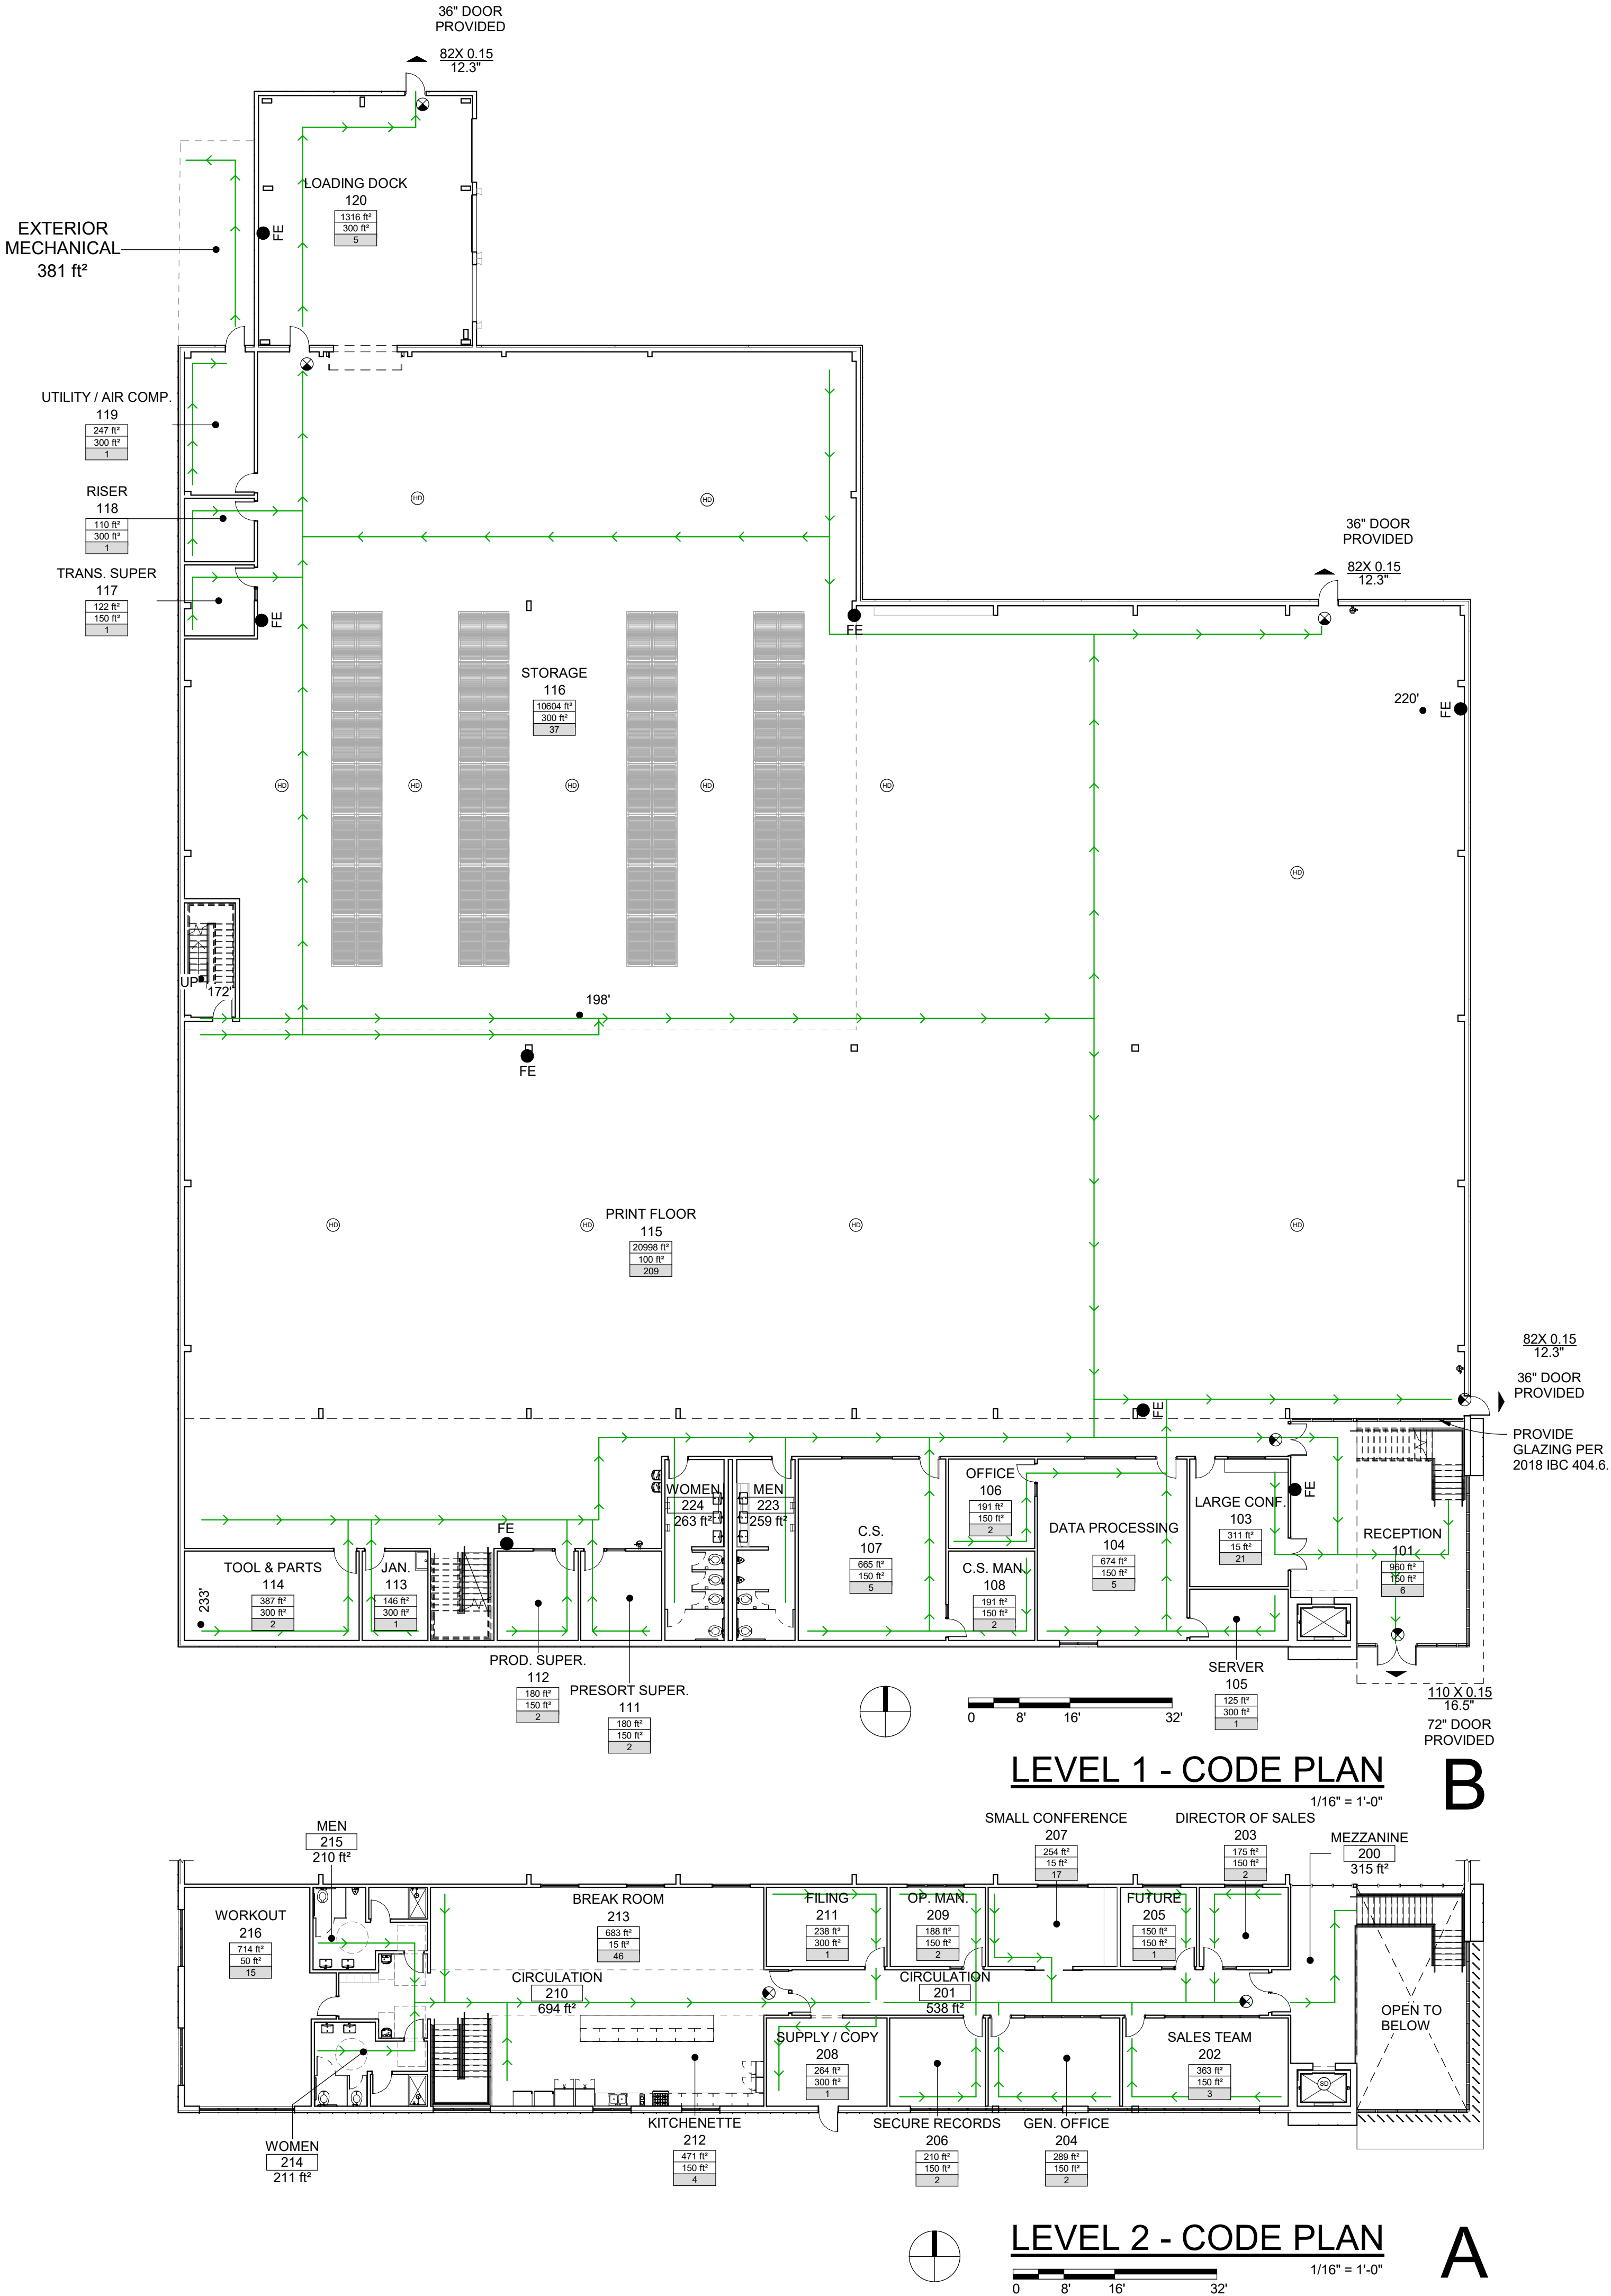 36" DOOR
PROVIDED
82X 0.15
12.3"
LOADING DOCK
120
1316 ft²
300 ft²
5
FE
EXTERIOR
MECHANICAL
381 ft²
UTILITY / AIR COMP.
119
247 ft²
300 ft²
1
RISER
118
110 ft²
300 ft²
1
HD
HD
36" DOOR
PROVIDED
82X 0.15
12.3"
TRANS. SUPER
117
122 ft²
150 ft²
1
FE
FE
STORAGE
116
10604 ft²
300 ft²
37
220'
FE
HD
HD
HD
HD
HD
HD
UP
172'
198'
FE
PRINT FLOOR
115
20998 ft²
100 ft²
209
HD
HD
HD
HD
82X 0.15
12.3"
36" DOOR
PROVIDED
FE
PROVIDE
GLAZING PER
2018 IBC 404.6.
WOMEN
224
263 ft²
MEN
223
259 ft²
C.S.
107
665 ft²
150 ft²
5
OFFICE
106
191 ft²
150 ft²
2
C.S. MAN.
108
191 ft²
150 ft²
2
DATA PROCESSING
104
674 ft²
150 ft²
5
LARGE CONF.
103
311 ft²
15 ft²
21
FE
RECEPTION
101
960 ft²
150 ft²
6
FE
TOOL & PARTS
114
387 ft²
300 ft²
2
233'
JAN.
113
146 ft²
300 ft²
1
PROD. SUPER.
112
180 ft²
150 ft²
2
PRESORT SUPER.
111
180 ft²
150 ft²
2
SERVER
105
125 ft²
300 ft²
1
110 X 0.15
16.5"
72" DOOR
PROVIDED
0 8' 16' 32'
LEVEL 1 - CODE PLAN
1/16" = 1'-0"
B
MEN
215
210 ft²
SMALL CONFERENCE
207
254 ft²
15 ft²
17
DIRECTOR OF SALES
203
175 ft²
150 ft²
2
MEZZANINE
200
315 ft²
WORKOUT
216
714 ft²
50 ft²
15
BREAK ROOM
213
683 ft²
15 ft²
46
FILING
211
238 ft²
300 ft²
1
OP. MAN.
209
188 ft²
150 ft²
2
FUTURE
205
150 ft²
150 ft²
1
CIRCULATION
210
694 ft²
CIRCULATION
201
538 ft²
OPEN TO
BELOW
SUPPLY / COPY
208
264 ft²
300 ft²
1
SALES TEAM
202
363 ft²
150 ft²
3
SD
WOMEN
214
211 ft²
KITCHENETTE
212
471 ft²
150 ft²
4
SECURE RECORDS
206
210 ft²
150 ft²
2
GEN. OFFICE
204
289 ft²
150 ft²
2
LEVEL 2 - CODE PLAN
1/16" = 1'-0"
0 8' 16' 32'
A